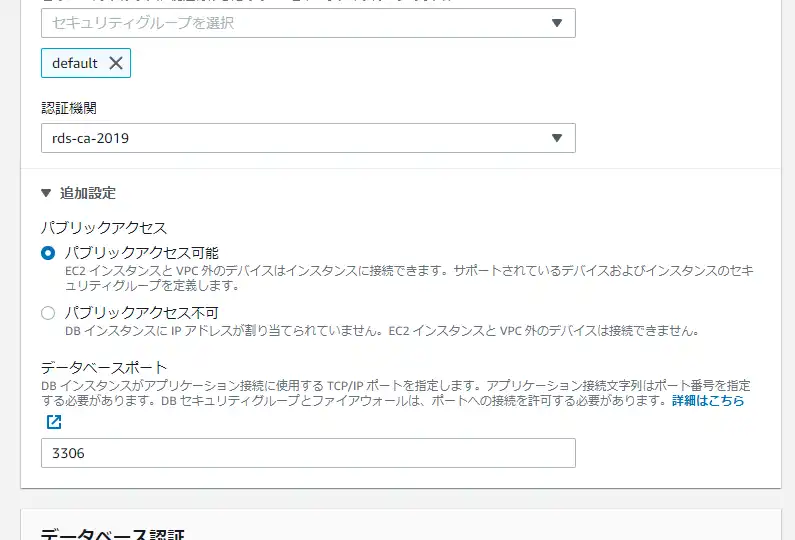 セキュリティグループを選択
default
認証機関
rds-ca-2019
追加設定
パブリックアクセス
パブリックアクセス可能
EC2 インスタンスと VPC 外のデバイスはインスタンスに接続できます。サポートされているデバイスおよびインスタンスのセキ
ュリティグループを定義します。
パブリックアクセス不可
DB インスタンスに IP アドレスが割り当てられていません。EC2 インスタンスと VPC 外のデバイスは接続できません。
データベースポート
DB インスタンスがアプリケーション接続に使用する TCP/IP ポートを指定します。アプリケーション接続文字列はポート番号を指定
する必要があります。DB セキュリティグループとファイアウォールは、ポートへの接続を許可する必要があります。詳細はこちら
3306
データベース認証